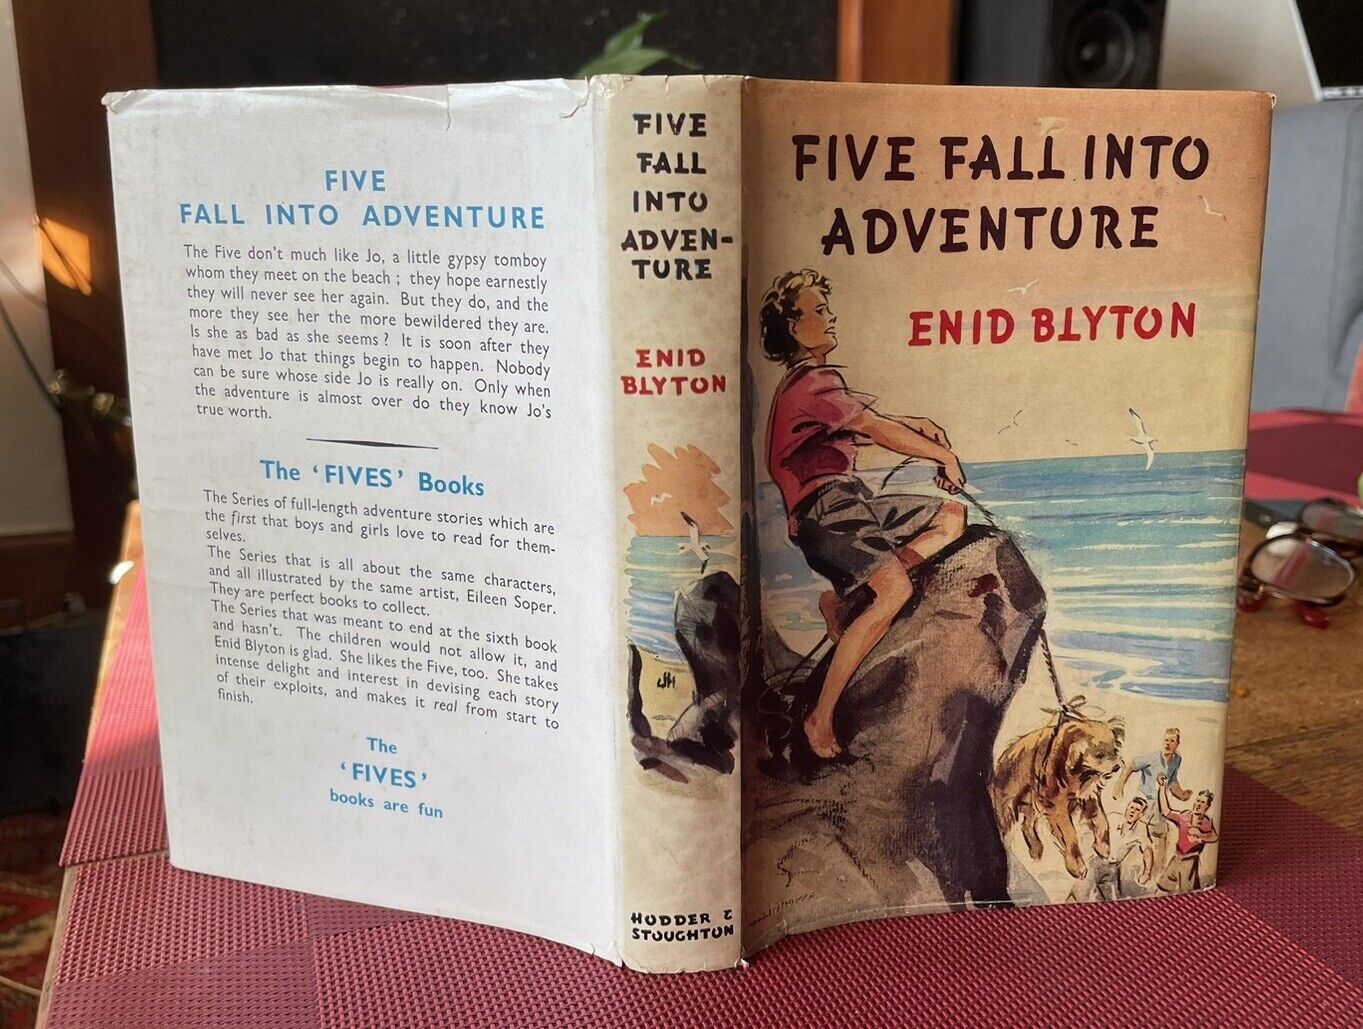 FIVE
FALL INTO ADVENTURE
The Five don't much like Jo, a little gypsy tomboy
whom they meet on the beach ; they hope earnestly
they will never see her again. But they do, and the
more they see her the more bewildered they are.
Is she as bad as she seems ? It is soon after they
have met Jo that things begin to happen. Nobody
can be sure whose side Jo is really on. Only when
the adventure is almost over do they know Jo's
true worth.
The 'FIVES' Books
The Series of full-length adventure stories which are
the first that boys and girls love to read for them-
selves.
The Series that is all about the same characters,
and all illustrated by the same artist, Eileen Soper.
They are perfect books to collect.
The Series that was meant to end at the sixth book
and hasn't. The children would not allow it, and
Enid Blyton is glad. She likes the Five, too. She takes
intense delight and interest in devising each story
of their exploits, and makes it real from start to
finish.
The
'FIVES'
books are fun
FIVE
FALL
INTO
ADVEN-
TURE
ENID
BLYTON
HODDER &
STOUGHTON
FIVE FALL INTO
ADVENTURE
ENID BLYTON